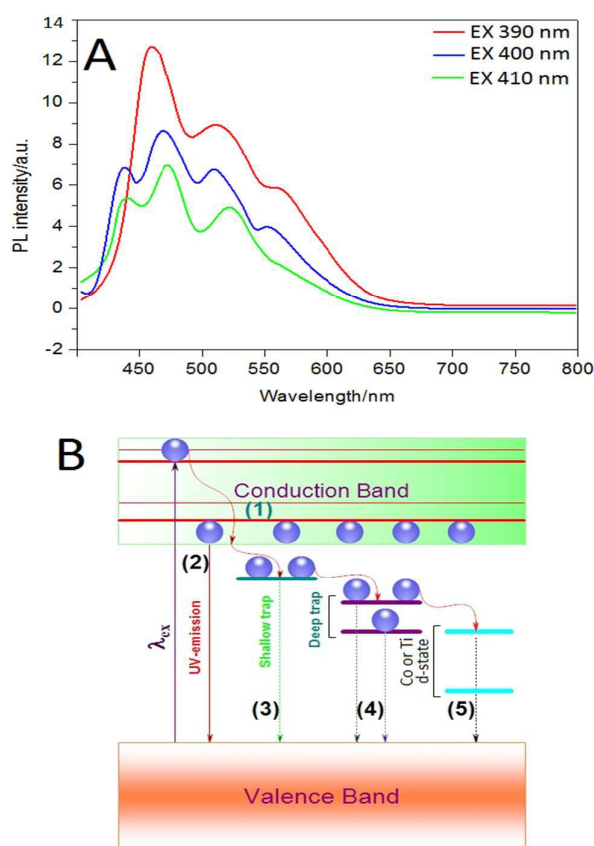 A
EX 390 nm
EX 400 nm
EX 410 nm
PL intensity/a.u.
14
12
10
8
6
4
2
0
-2
450
500
550
600
650
700
750
800
Wavelength/nm
B
Conduction Band
(1)
(2)
λex
UV-emission
Shallow trap
Deep trap
Co or Ti
d-state
(3)
(4)
(5)
Valence Band